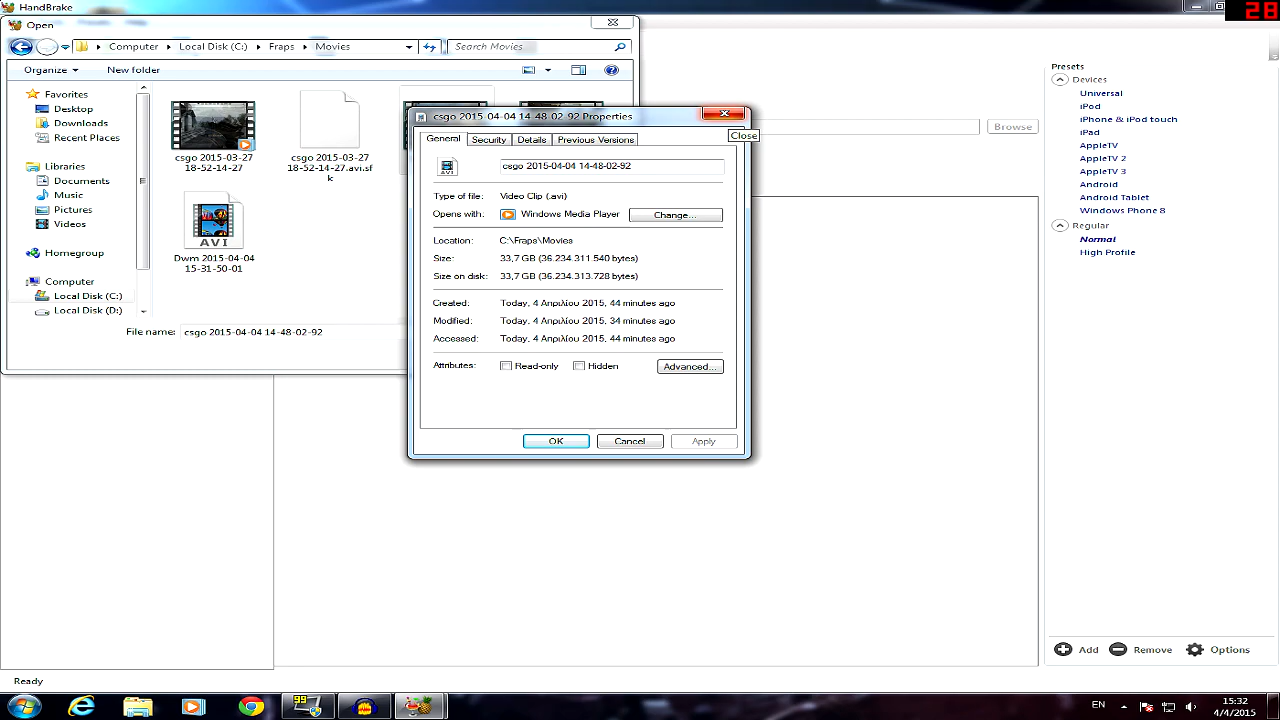 HandBrake
28
Open
Computer
Local Disk (C:)
Fraps
Movies
Search Movies
Organize
New folder
Favorites
Desktop
Downloads
Recent Places
Libraries
Documents
Music
Pictures
Videos
Homegroup
Computer
Local Disk (C:)
Local Disk (D:)
csgo 2015-03-27
18-52-14-27
csgo 2015-03-27
18-52-14-27.avi.sf
k
AVI
Dwm 2015-04-04
15-31-50-01
File name:
csgo 2015-04-04 14-48-02-92
csgo 2015-04-04 14-48-02-92 Properties
Close
General
Security
Details
Previous Versions
AVI
csgo 2015-04-04 14-48-02-92
Type of file:
Video Clip (.avi)
Opens with:
Windows Media Player
Change...
Location:
C:\Fraps\Movies
Size:
33,7 GB (36.234.311.540 bytes)
Size on disk:
33,7 GB (36.234.313.728 bytes)
Created:
Today, 4 Απριλίου 2015, 44 minutes ago
Modified:
Today, 4 Απριλίου 2015, 34 minutes ago
Accessed:
Today, 4 Απριλίου 2015, 44 minutes ago
Attributes:
Read-only
Hidden
Advanced...
OK
Cancel
Apply
Browse
Presets
Devices
Universal
iPod
iPhone & iPod touch
iPad
AppleTV
AppleTV 2
AppleTV 3
Android
Android Tablet
Windows Phone 8
Regular
Normal
High Profile
Add
Remove
Options
Ready
99
EN
15:32
4/4/2015